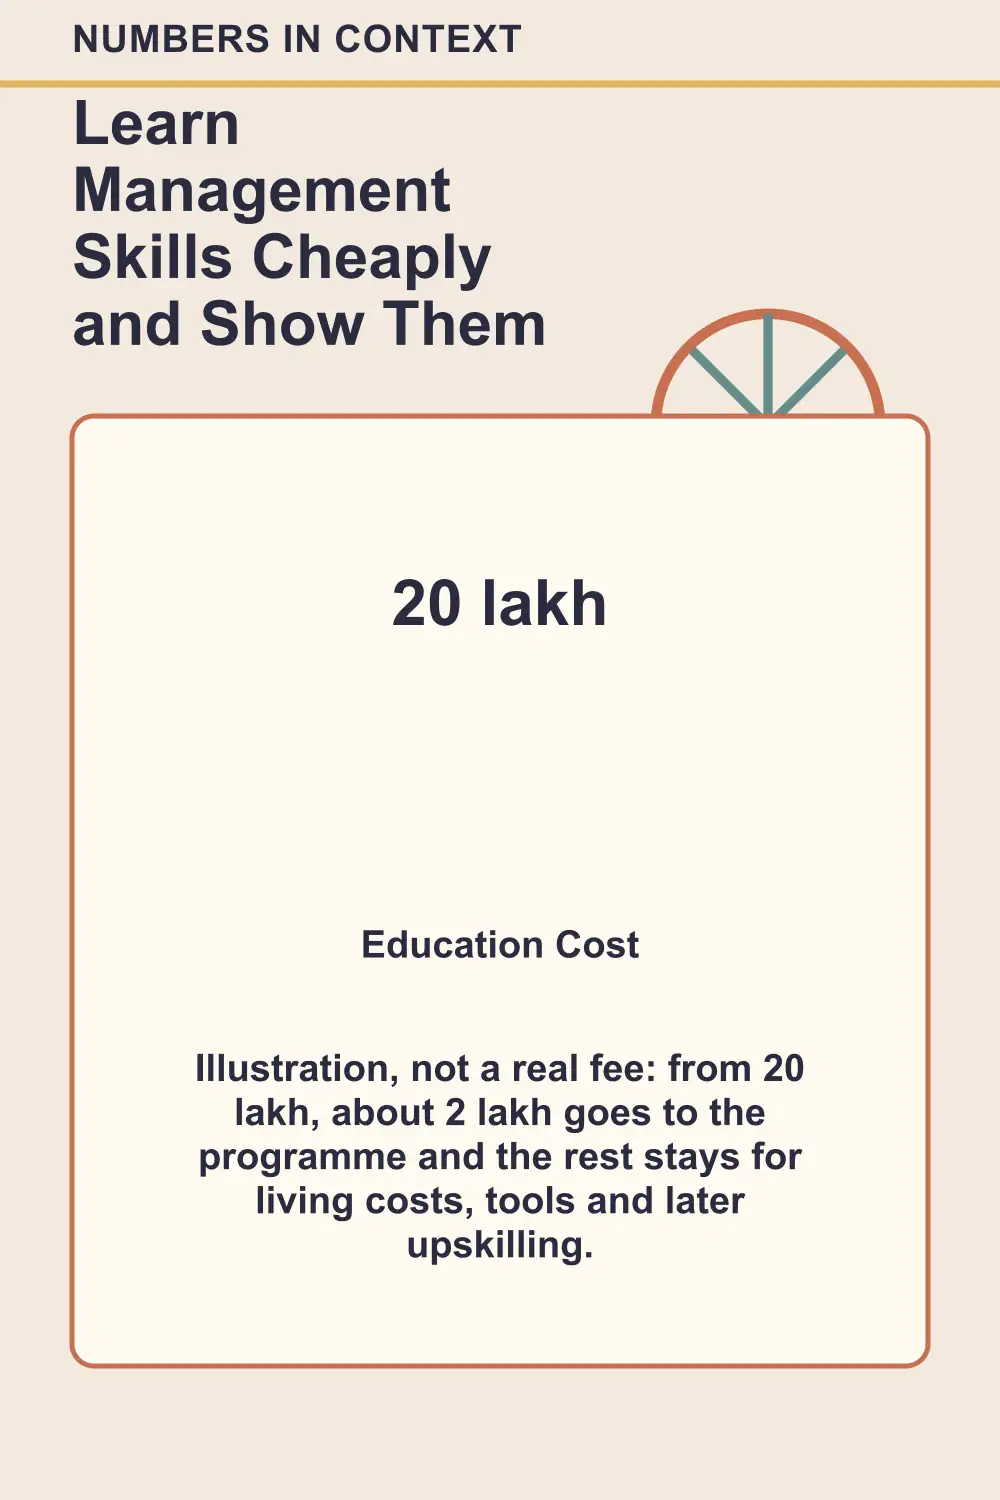 NUMBERS IN CONTEXT
Learn
Management
Skills Cheaply
and Show Them
20 lakh
Education Cost
Illustration, not a real fee: from 20
lakh, about 2 lakh goes to the
programme and the rest stays for
living costs, tools and later
upskilling.